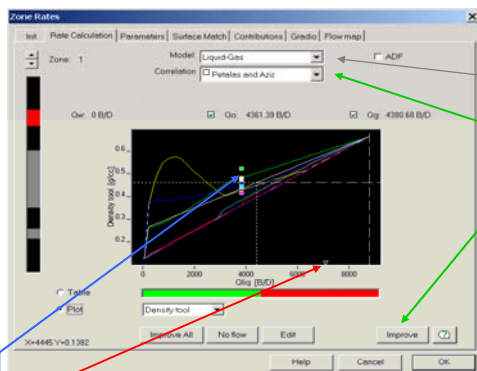 Zone Rates
Init Rate Calculation Parameters Surface Match Contributions Gradio Flow map
Zone: 1
Model Liquid-Gas
ADF
Correlation Petalas and Aziz
Qw 0 B/D
Qo: 4361.39 B/D
Qg: 4380.68 B/D
Density tool [g/cc]
0.6
0.5
0.4
0.3
0.2
0 2000 4000 6000 8000
Qliq [B/D]
Table
Plot
Density tool
Improve All No flow Edit Improve
X=4445 Y=0.1382
Help Cancel OK